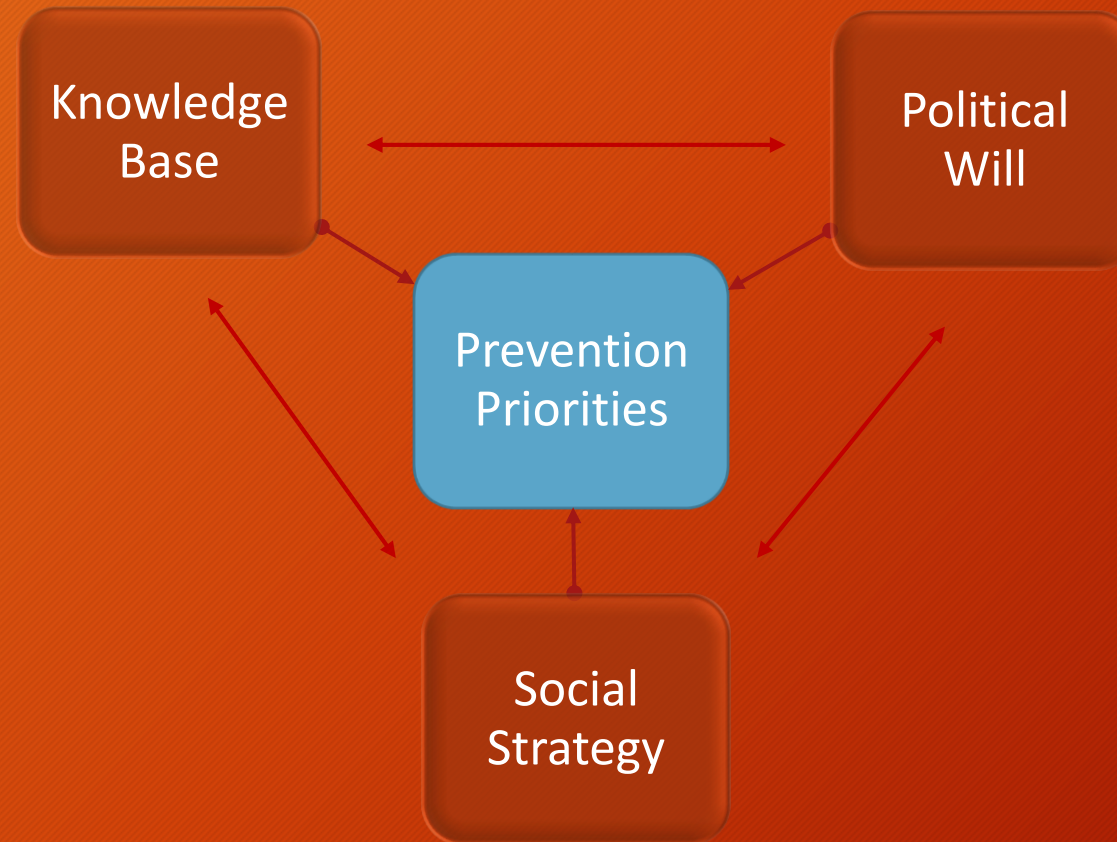 Knowledge
Base
Political
Will
Prevention
Priorities
Social
Strategy